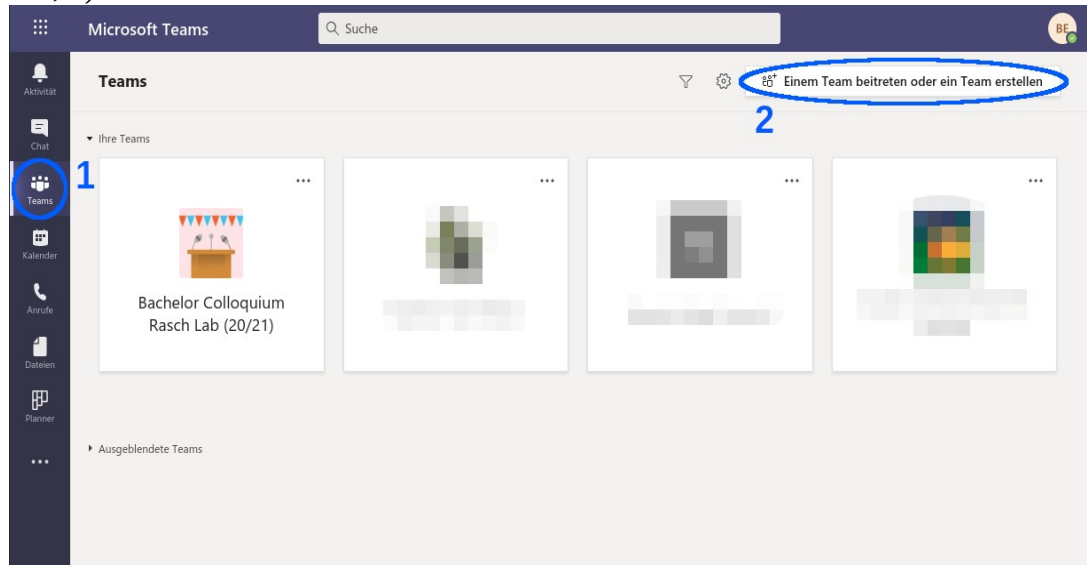 Microsoft Teams
Suche
BE
Aktivität
Chat
Teams
Kalender
Anrufe
Dateien
Planner
Teams
Einem Team beitreten oder ein Team erstellen
1
2
Ihre Teams
Bachelor Colloquium
Rasch Lab (20/21)
Ausgeblendete Teams